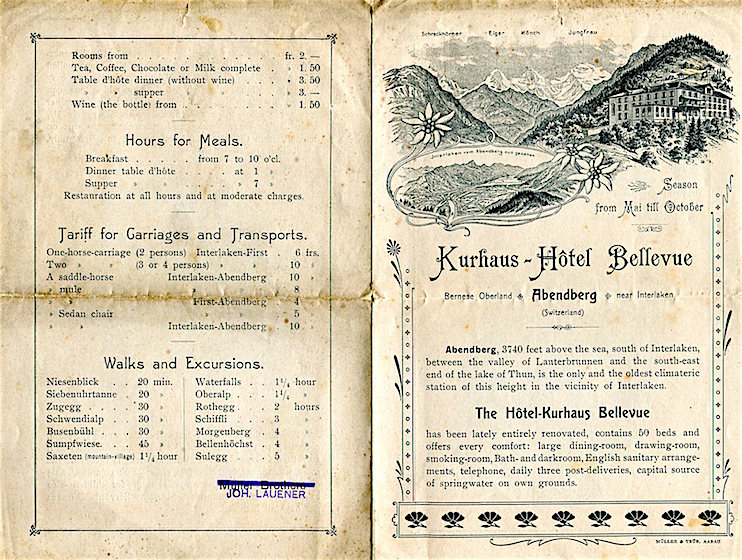 Rooms from . . . . . . . . . . fr. 2. —
Tea, Coffee, Chocolate or Milk complete . » 1. 50
Table d'hôte dinner (without wine) . . . » 3. 50
» » supper . . . . . . » 3. —
Wine (the bottle) from . . . . . . . » 1. 50
Hours for Meals.
Breakfast . . . . . from 7 to 10 o'cl.
Dinner table d'hôte . . . . at 1 »
Supper » » . . . . » 7 »
Restauration at all hours and at moderate charges.
Tariff for Carriages and Transports.
One-horse-carriage (2 persons) Interlaken-First . 6 frs.
Two » (3 or 4 persons) » » . 10 »
A saddle-horse Interlaken-Abendberg . 10 »
» mule » » . 8 »
» » First-Abendberg . 4 »
» Sedan chair » » . 5 »
» » Interlaken-Abendberg . 10 »
Walks and Excursions.
Niesenblick . . 20 min.
Siebenuhrtanne . 20 »
Zugegg . . . 30 »
Schwendialp . . 30 »
Busenbühl . . 30 »
Sumpfwiese. . . 45 »
Saxeten (mountain-village) 1¼ hour
Waterfalls . . 1¼ hour
Oberalp . . . 1¼ »
Rothegg . . . 2 hours
Schiffli . . . 3 »
Morgenberg . 4 »
Bellenhöchst . 4 »
Sulegg . . . 5 »
Müller Brothers
JOH. LAUENER
Schreckhörner Eiger Mönch Jungfrau
Interlaken vom Abendberg aus gesehen
Season
from Mai till October
Kurhaus-Hôtel Bellevue
Bernese Oberland Abendberg near Interlaken
(Switzerland)
Abendberg, 3740 feet above the sea, south of Interlaken,
between the valley of Lauterbrunnen and the south-east
end of the lake of Thun, is the only and the oldest climateric
station of this height in the vicinity of Interlaken.
The Hôtel-Kurhaus Bellevue
has been lately entirely renovated, contains 50 beds and
offers every comfort: large dining-room, drawing-room,
smoking-room, Bath- and darkroom, English sanitary arrange-
ments, telephone, daily three post-deliveries, capital source
of springwater on own grounds.
MÜLLER & TRÜB, AARAU